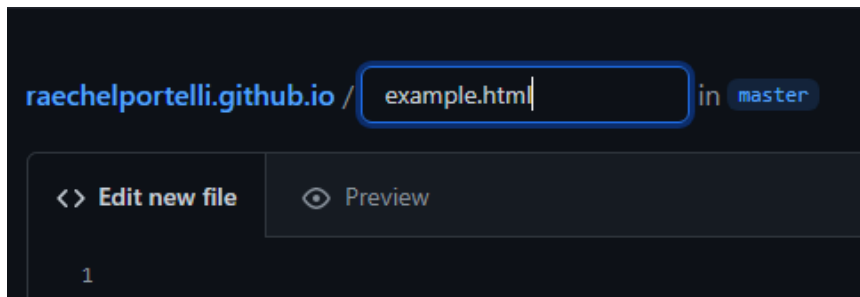 raechelportelli.github.io / example.html in master
<> Edit new file Preview
1